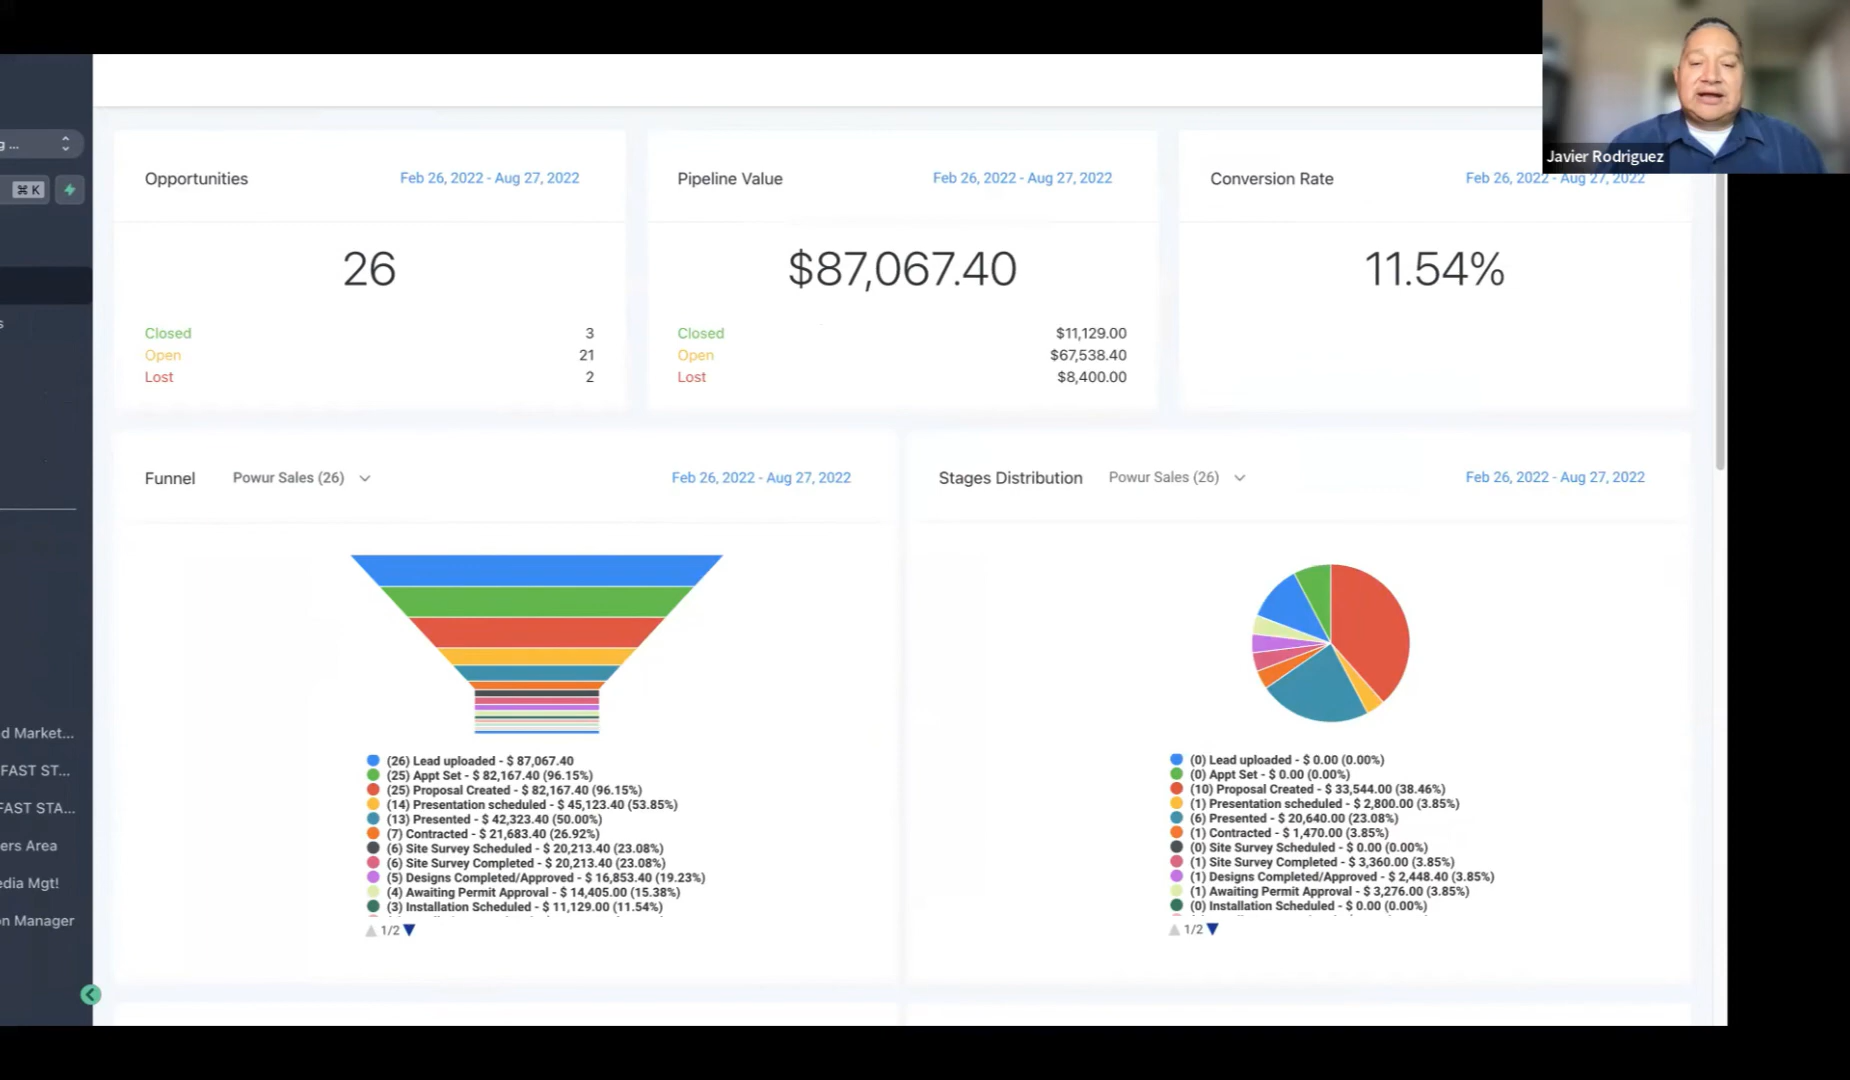 Javier Rodriguez
g ...
⌘ K
s
Opportunities
Feb 26, 2022 - Aug 27, 2022
26
Closed 3
Open 21
Lost 2
Pipeline Value
Feb 26, 2022 - Aug 27, 2022
$87,067.40
Closed $11,129.00
Open $67,538.40
Lost $8,400.00
Conversion Rate
Feb 26, 2022 - Aug 27, 2022
11.54%
Funnel
Powur Sales (26)
Feb 26, 2022 - Aug 27, 2022
(26) Lead uploaded - $ 87,067.40
(25) Appt Set - $ 82,167.40 (96.15%)
(25) Proposal Created - $ 82,167.40 (96.15%)
(14) Presentation scheduled - $ 45,123.40 (53.85%)
(13) Presented - $ 42,323.40 (50.00%)
(7) Contracted - $ 21,683.40 (26.92%)
(6) Site Survey Scheduled - $ 20,213.40 (23.08%)
(6) Site Survey Completed - $ 20,213.40 (23.08%)
(5) Designs Completed/Approved - $ 16,853.40 (19.23%)
(4) Awaiting Permit Approval - $ 14,405.00 (15.38%)
(3) Installation Scheduled - $ 11,129.00 (11.54%)
1/2
Stages Distribution
Powur Sales (26)
Feb 26, 2022 - Aug 27, 2022
(0) Lead uploaded - $ 0.00 (0.00%)
(0) Appt Set - $ 0.00 (0.00%)
(10) Proposal Created - $ 33,544.00 (38.46%)
(1) Presentation scheduled - $ 2,800.00 (3.85%)
(6) Presented - $ 20,640.00 (23.08%)
(1) Contracted - $ 1,470.00 (3.85%)
(0) Site Survey Scheduled - $ 0.00 (0.00%)
(1) Site Survey Completed - $ 3,360.00 (3.85%)
(1) Designs Completed/Approved - $ 2,448.40 (3.85%)
(1) Awaiting Permit Approval - $ 3,276.00 (3.85%)
(0) Installation Scheduled - $ 0.00 (0.00%)
1/2
d Market...
FAST ST...
FAST STA...
ers Area
edia Mgt!
on Manager